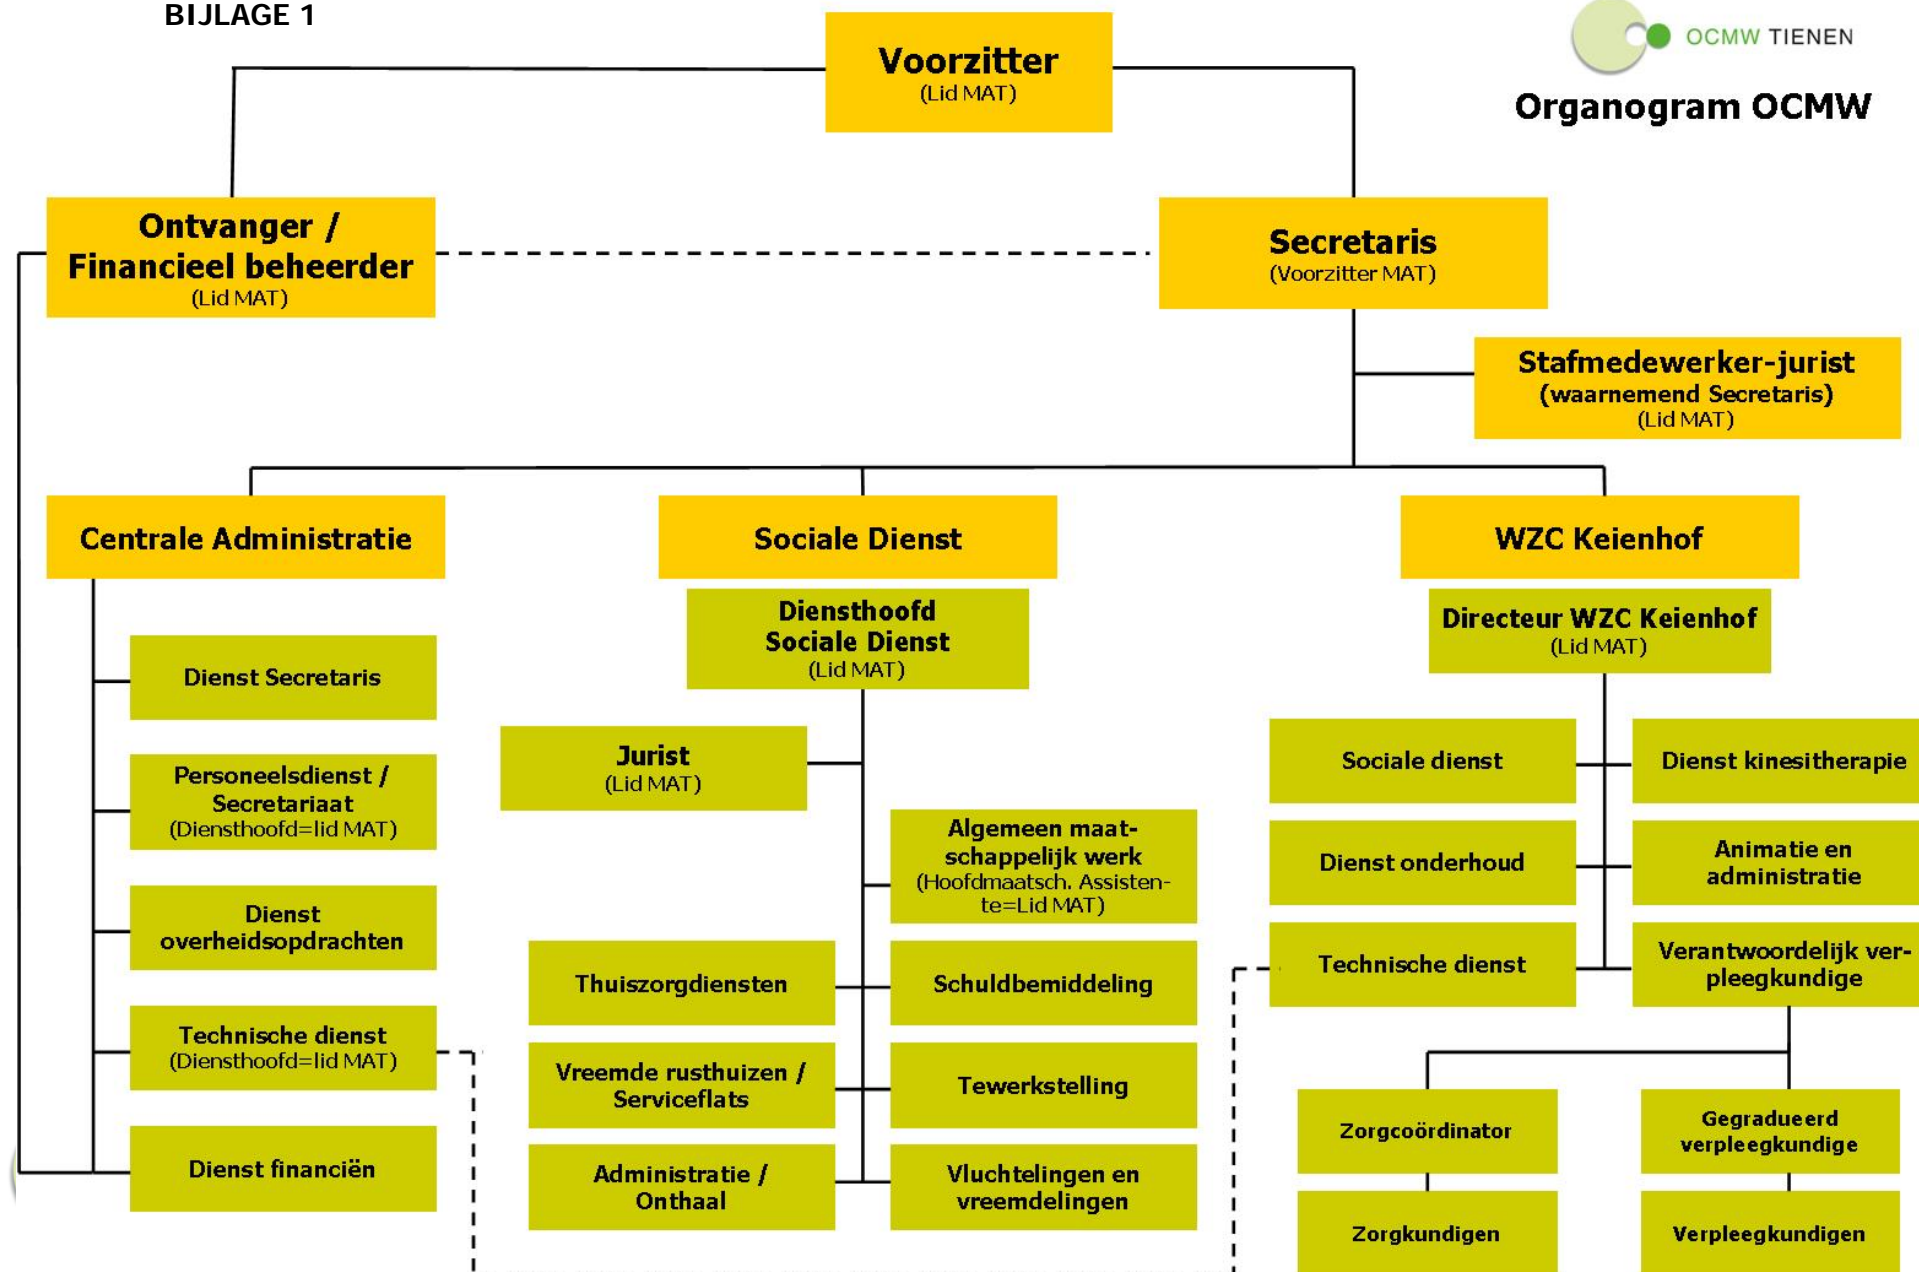 BIJLAGE 1
OCMW TIENEN
Organogram OCMW
Voorzitter
(Lid MAT)
Ontvanger /
Financieel beheerder
(Lid MAT)
Secretaris
(Voorzitter MAT)
Stafmedewerker-jurist
(waarnemend Secretaris)
(Lid MAT)
Centrale Administratie
Dienst Secretaris
Personeelsdienst /
Secretariaat
(Diensthoofd=lid MAT)
Dienst
overheidsopdrachten
Technische dienst
(Diensthoofd=lid MAT)
Dienst financiën
Sociale Dienst
Diensthoofd
Sociale Dienst
(Lid MAT)
Jurist
(Lid MAT)
Algemeen maat-
schappelijk werk
(Hoofdmaatsch. Assisten-
te=Lid MAT)
Thuiszorgdiensten
Schuldbemiddeling
Vreemde rusthuizen /
Serviceflats
Tewerkstelling
Administratie /
Onthaal
Vluchtelingen en
vreemdelingen
WZC Keienhof
Directeur WZC Keienhof
(Lid MAT)
Sociale dienst
Dienst kinesitherapie
Dienst onderhoud
Animatie en
administratie
Technische dienst
Verantwoordelijk ver-
pleegkundige
Zorgcoördinator
Gegradueerd
verpleegkundige
Zorgkundigen
Verpleegkundigen